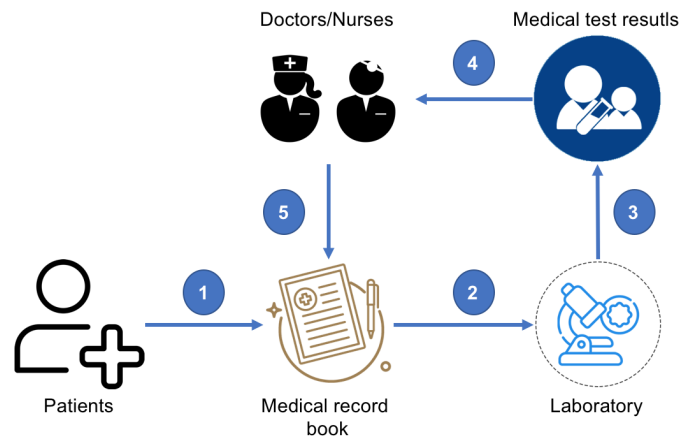 Doctors/Nurses
Medical test resutls
4
5
3
1
2
Patients
Medical record
book
Laboratory